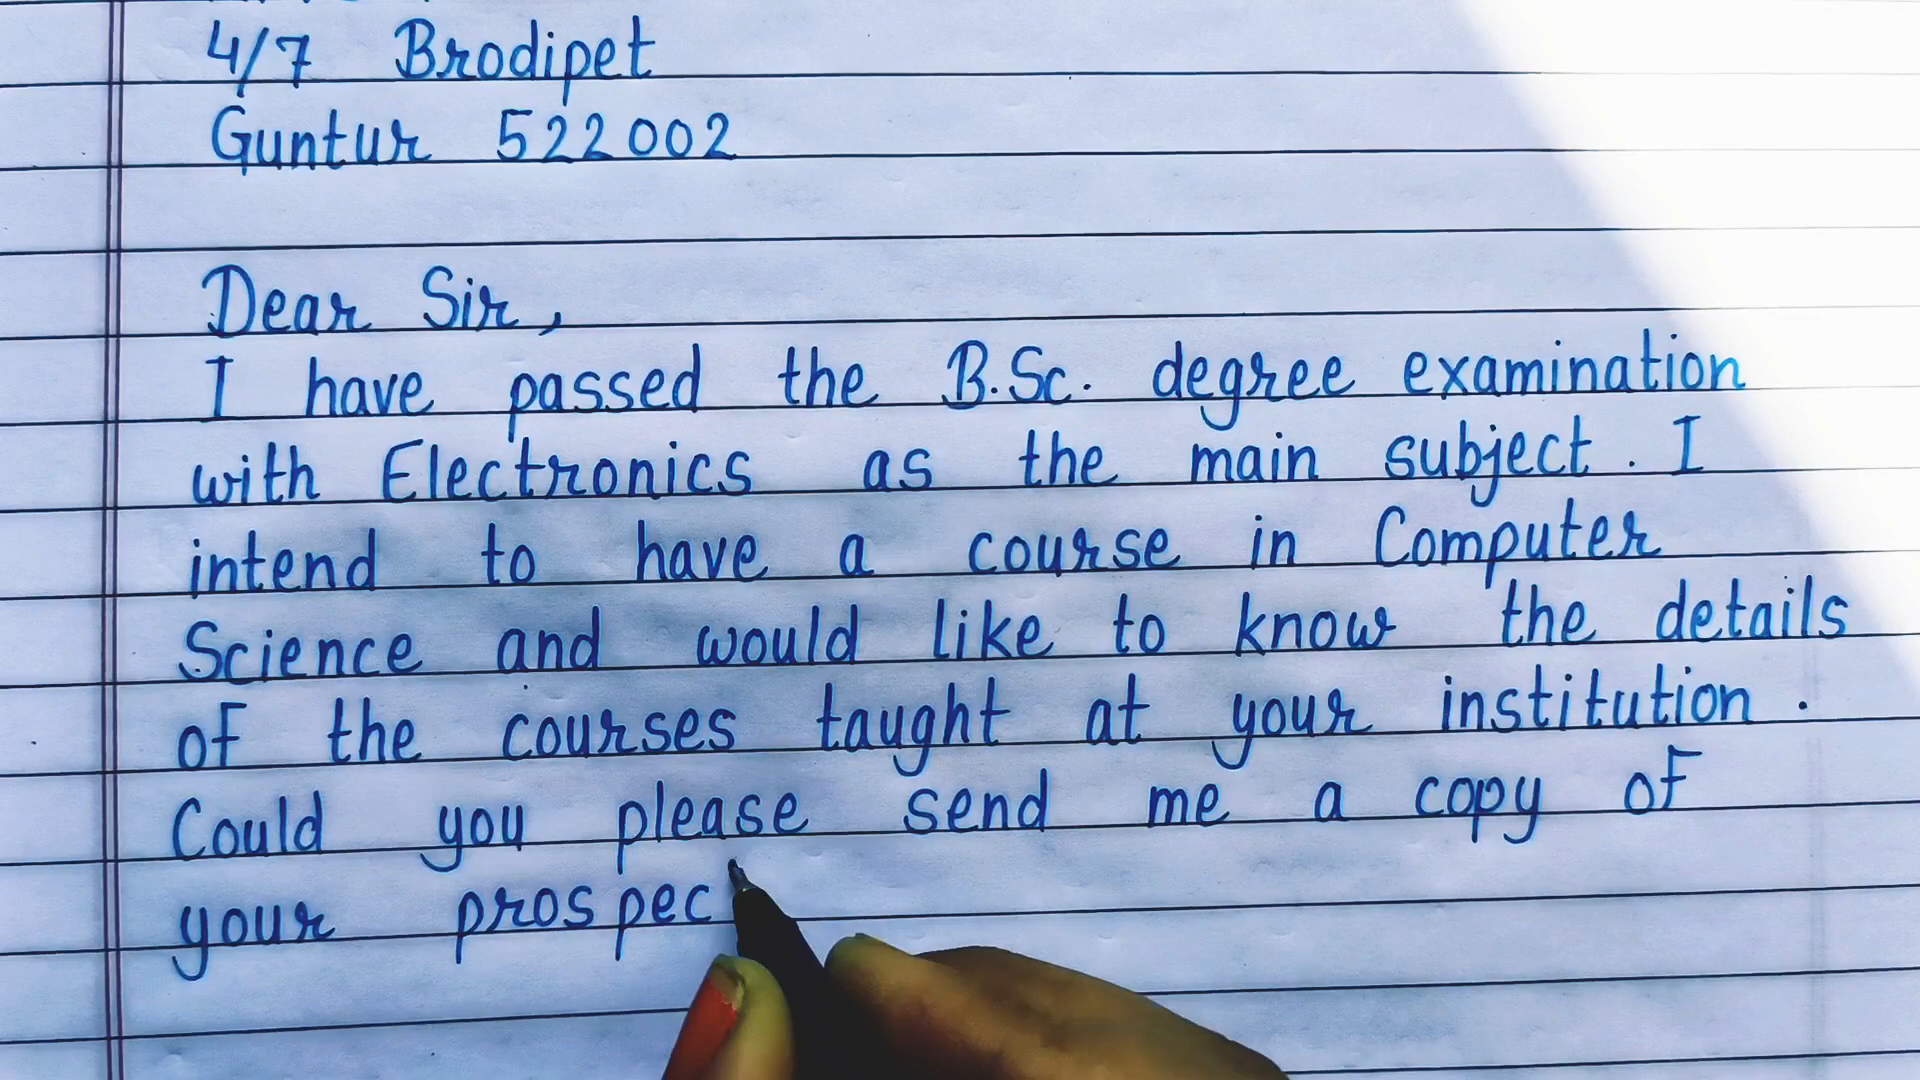 4/7 Brodipet
Guntur 522002
Dear Sir,
I have passed the B.Sc. degree examination
with Electronics as the main subject. I
intend to have a course in Computer
Science and would like to know the details
of the courses taught at your institution.
Could you please send me a copy of
your prospec